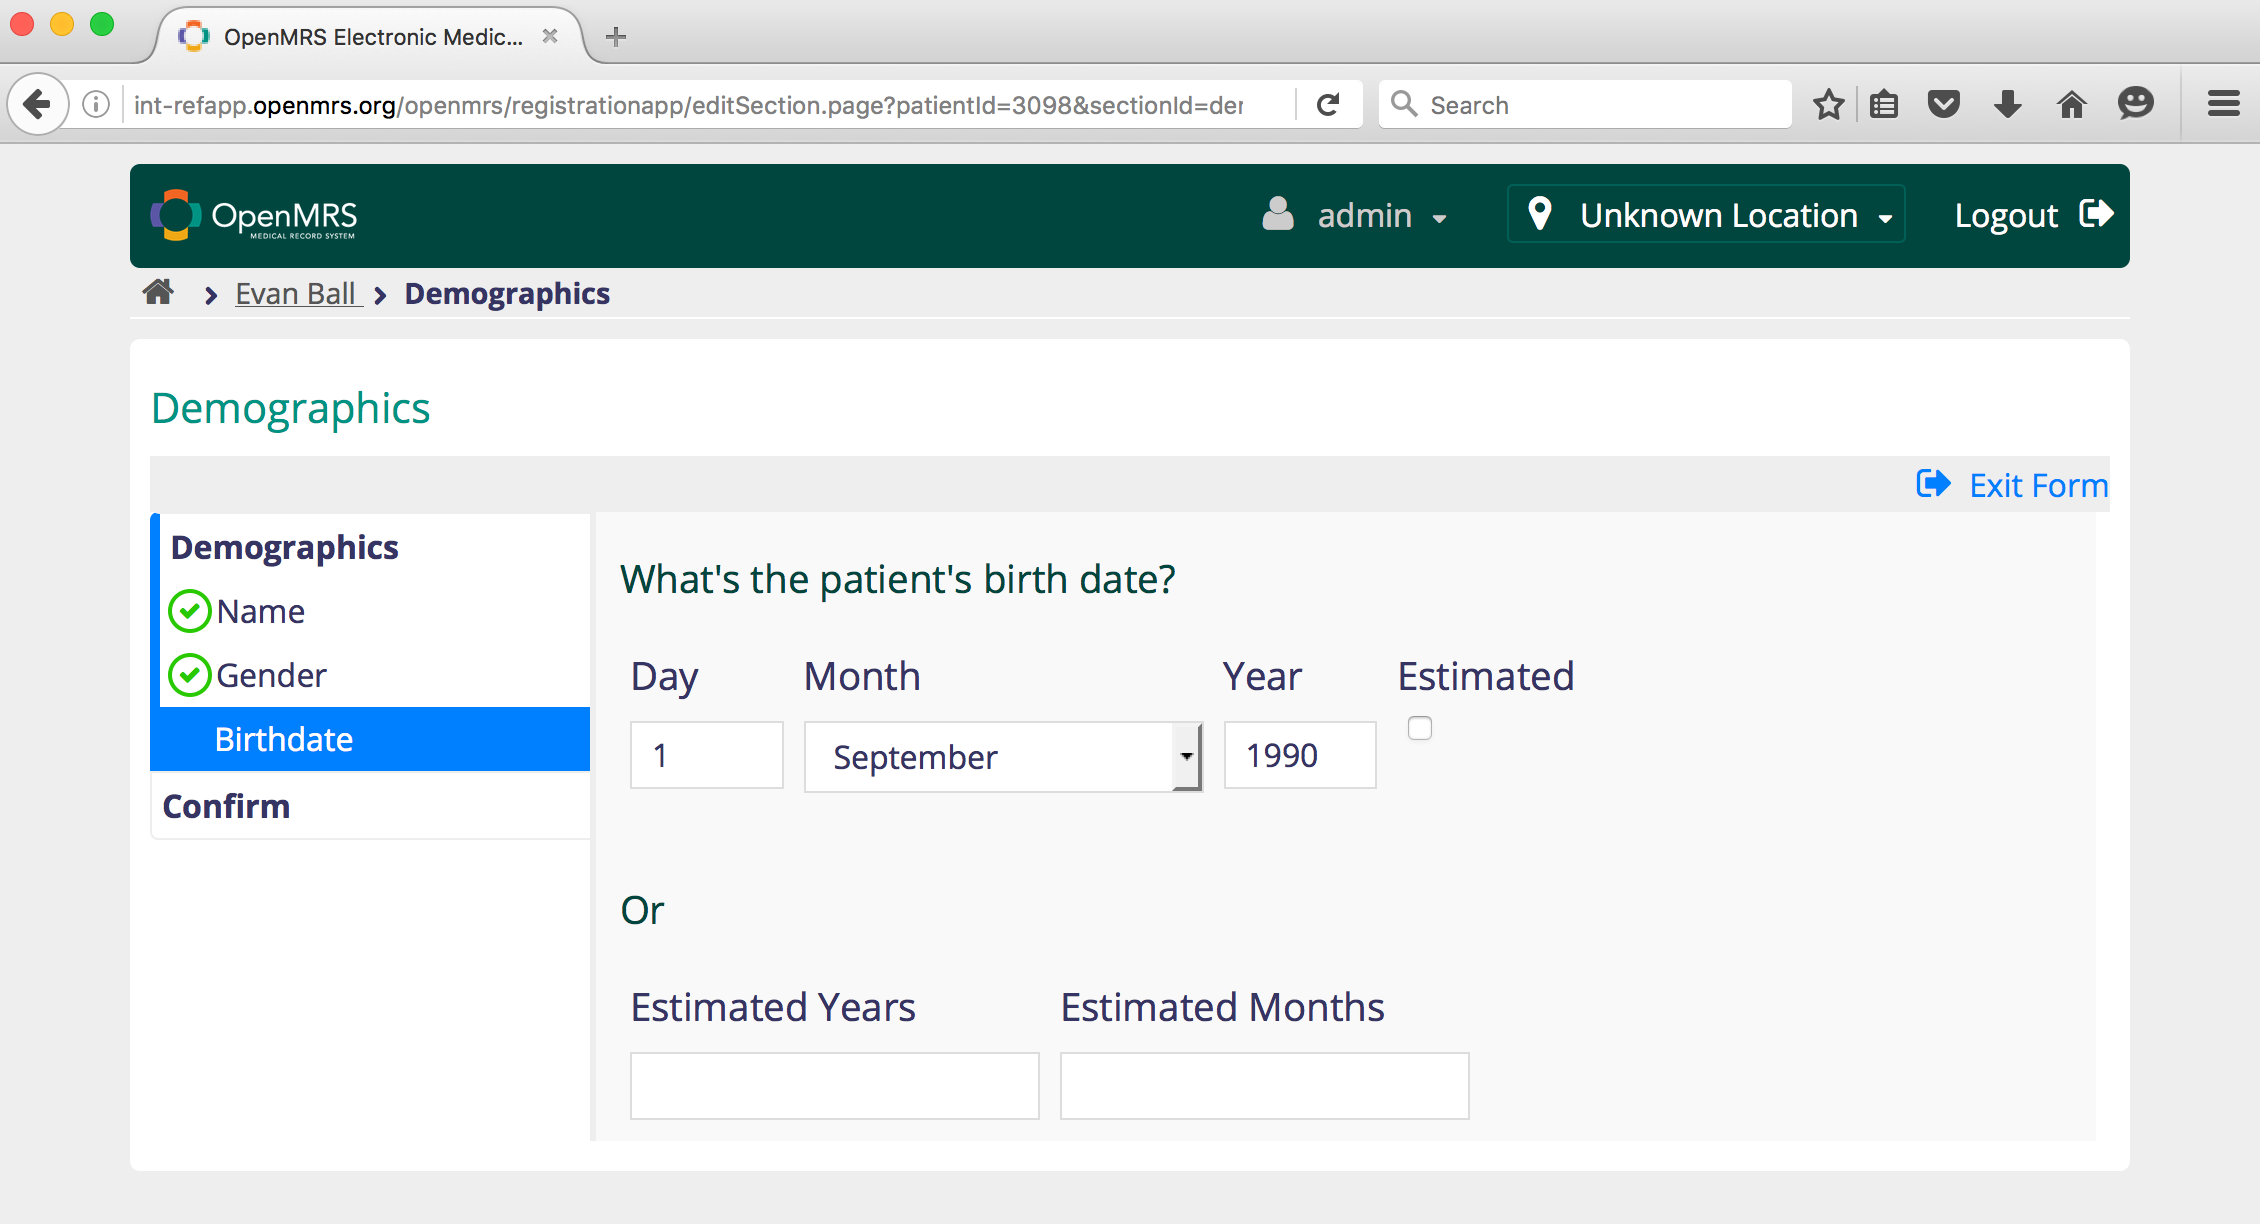 OpenMRS Electronic Medic...
int-refapp.openmrs.org/openmrs/registrationapp/editSection.page?patientId=3098&sectionId=der
Search
OpenMRS
MEDICAL RECORD SYSTEM
admin
Unknown Location
Logout
Evan Ball
Demographics
Demographics
Exit Form
Demographics
Name
Gender
Birthdate
Confirm
What's the patient's birth date?
Day Month Year Estimated
1 September 1990
Or
Estimated Years Estimated Months